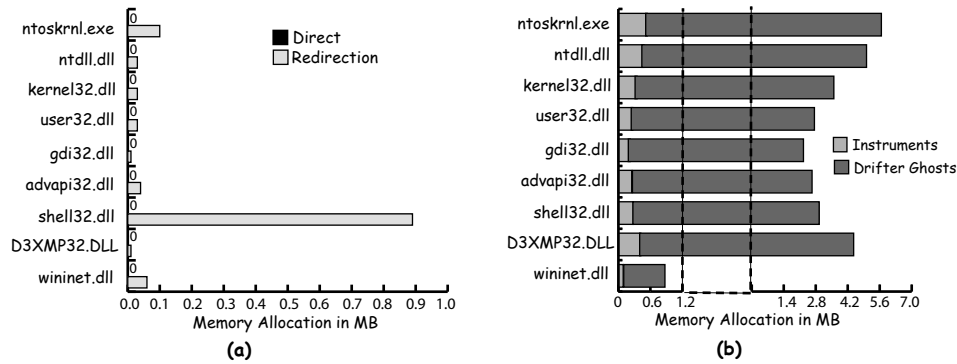 ntoskrnl.exe
0
ntdll.dll
0
kernel32.dll
0
user32.dll
0
gdi32.dll
0
advapi32.dll
0
shell32.dll
0
D3XMP32.DLL
0
wininet.dll
0
Direct
Redirection
0.0 0.1 0.2 0.3 0.4 0.5 0.6 0.7 0.8 0.9 1.0
Memory Allocation in MB
(a)
ntoskrnl.exe
ntdll.dll
kernel32.dll
user32.dll
gdi32.dll
advapi32.dll
shell32.dll
D3XMP32.DLL
wininet.dll
Instruments
Drifter Ghosts
0 0.6 1.2 1.4 2.8 4.2 5.6 7.0
Memory Allocation in MB
(b)